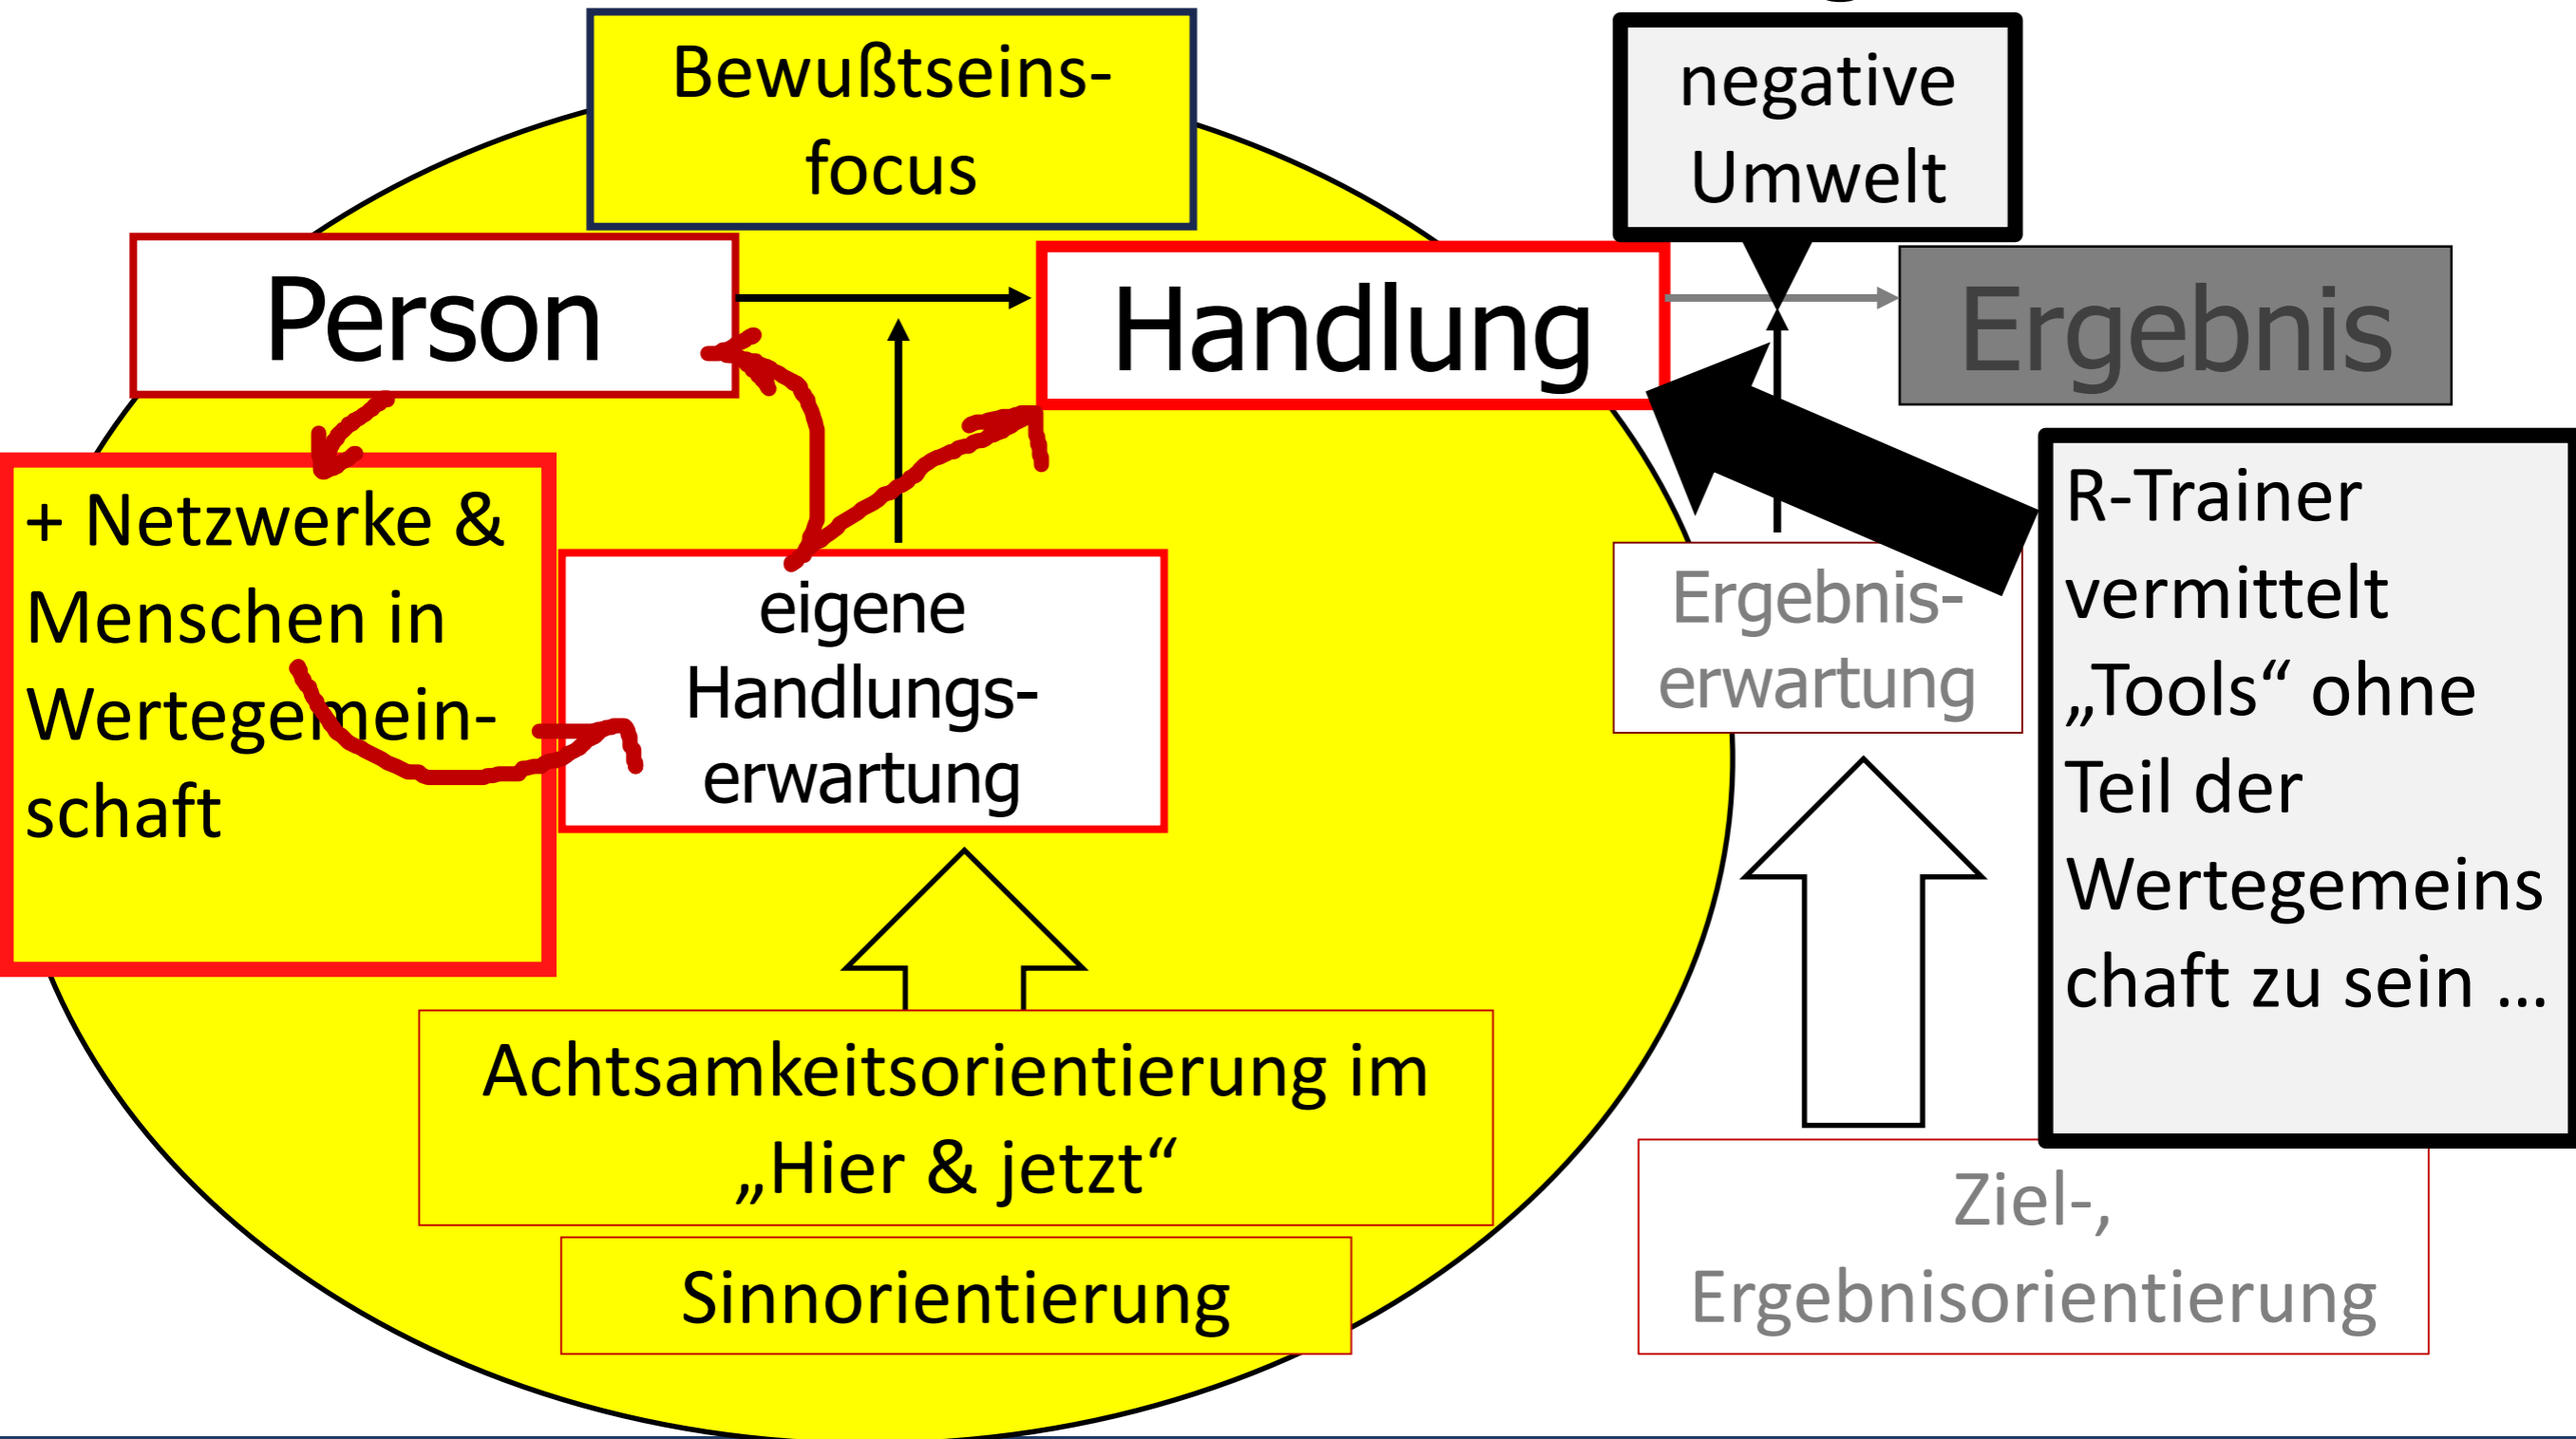 Bewußtseins-
focus
negative
Umwelt
Person
Handlung
Ergebnis
+ Netzwerke &
Menschen in
Wertegemein-
schaft
eigene
Handlungs-
erwartung
Ergebnis-
erwartung
R-Trainer
vermittelt
„Tools“ ohne
Teil der
Wertegemeins
chaft zu sein ...
Achtsamkeitsorientierung im
„Hier & jetzt“
Sinnorientierung
Ziel-,
Ergebnisorientierung